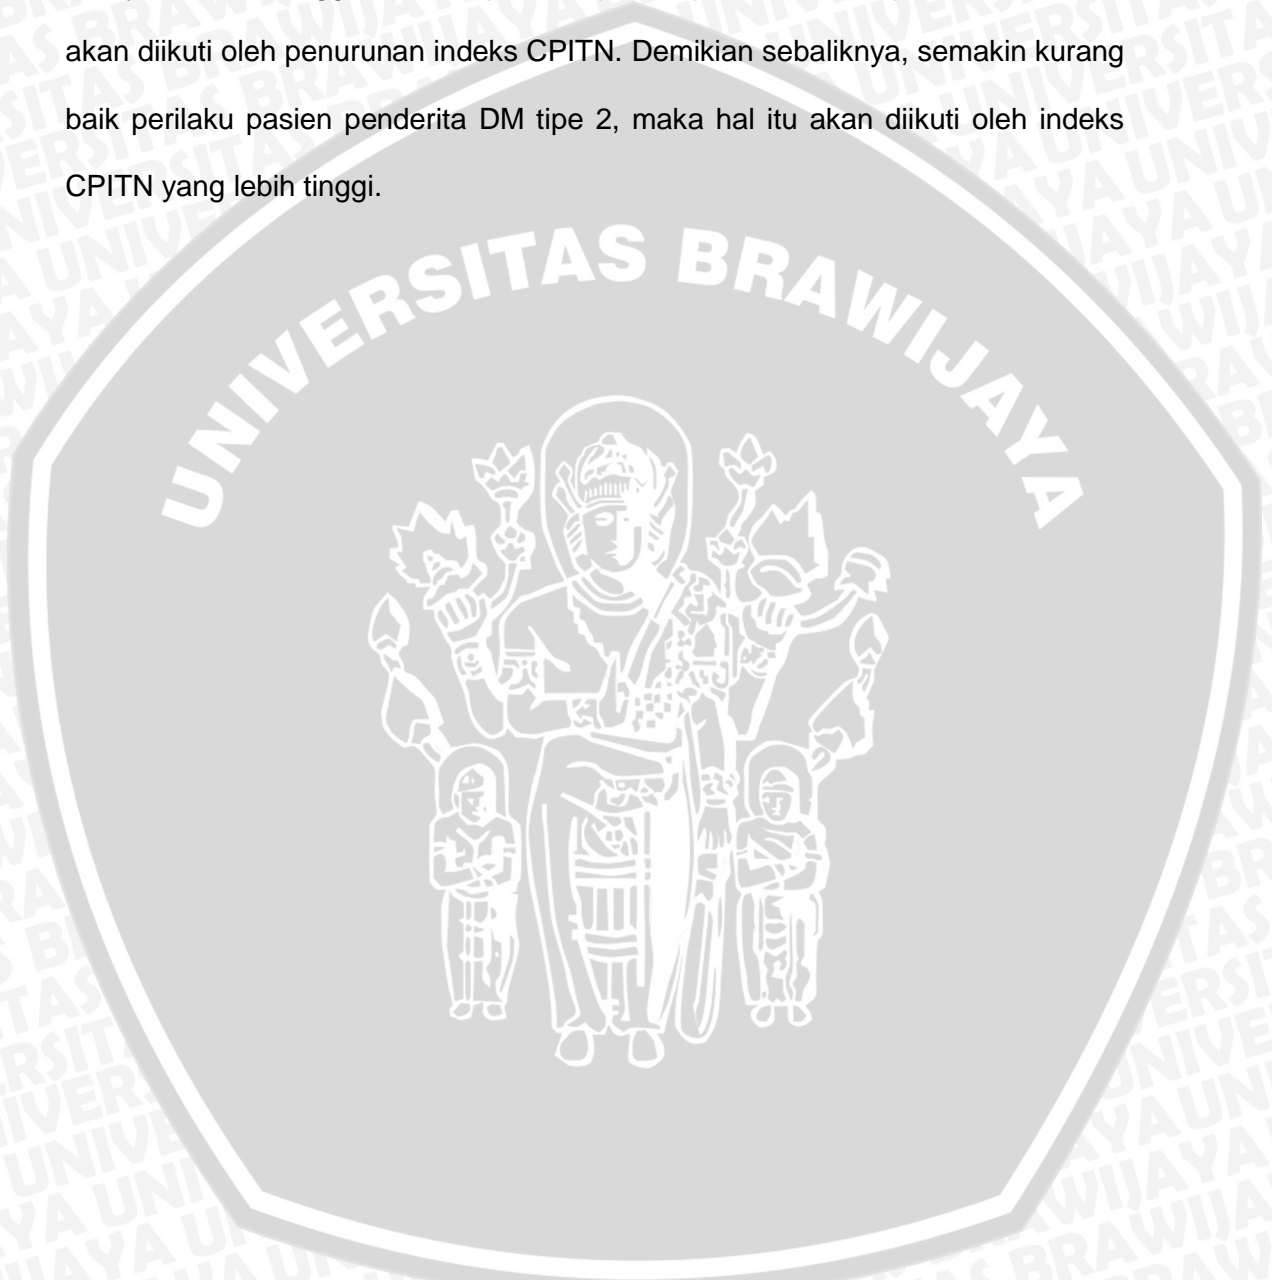 akan diikuti oleh penurunan indeks CPITN. Demikian sebaliknya, semakin kurang
baik perilaku pasien penderita DM tipe 2, maka hal itu akan diikuti oleh indeks
CPITN yang lebih tinggi.
UNIVERSITAS BRAWIJAYA